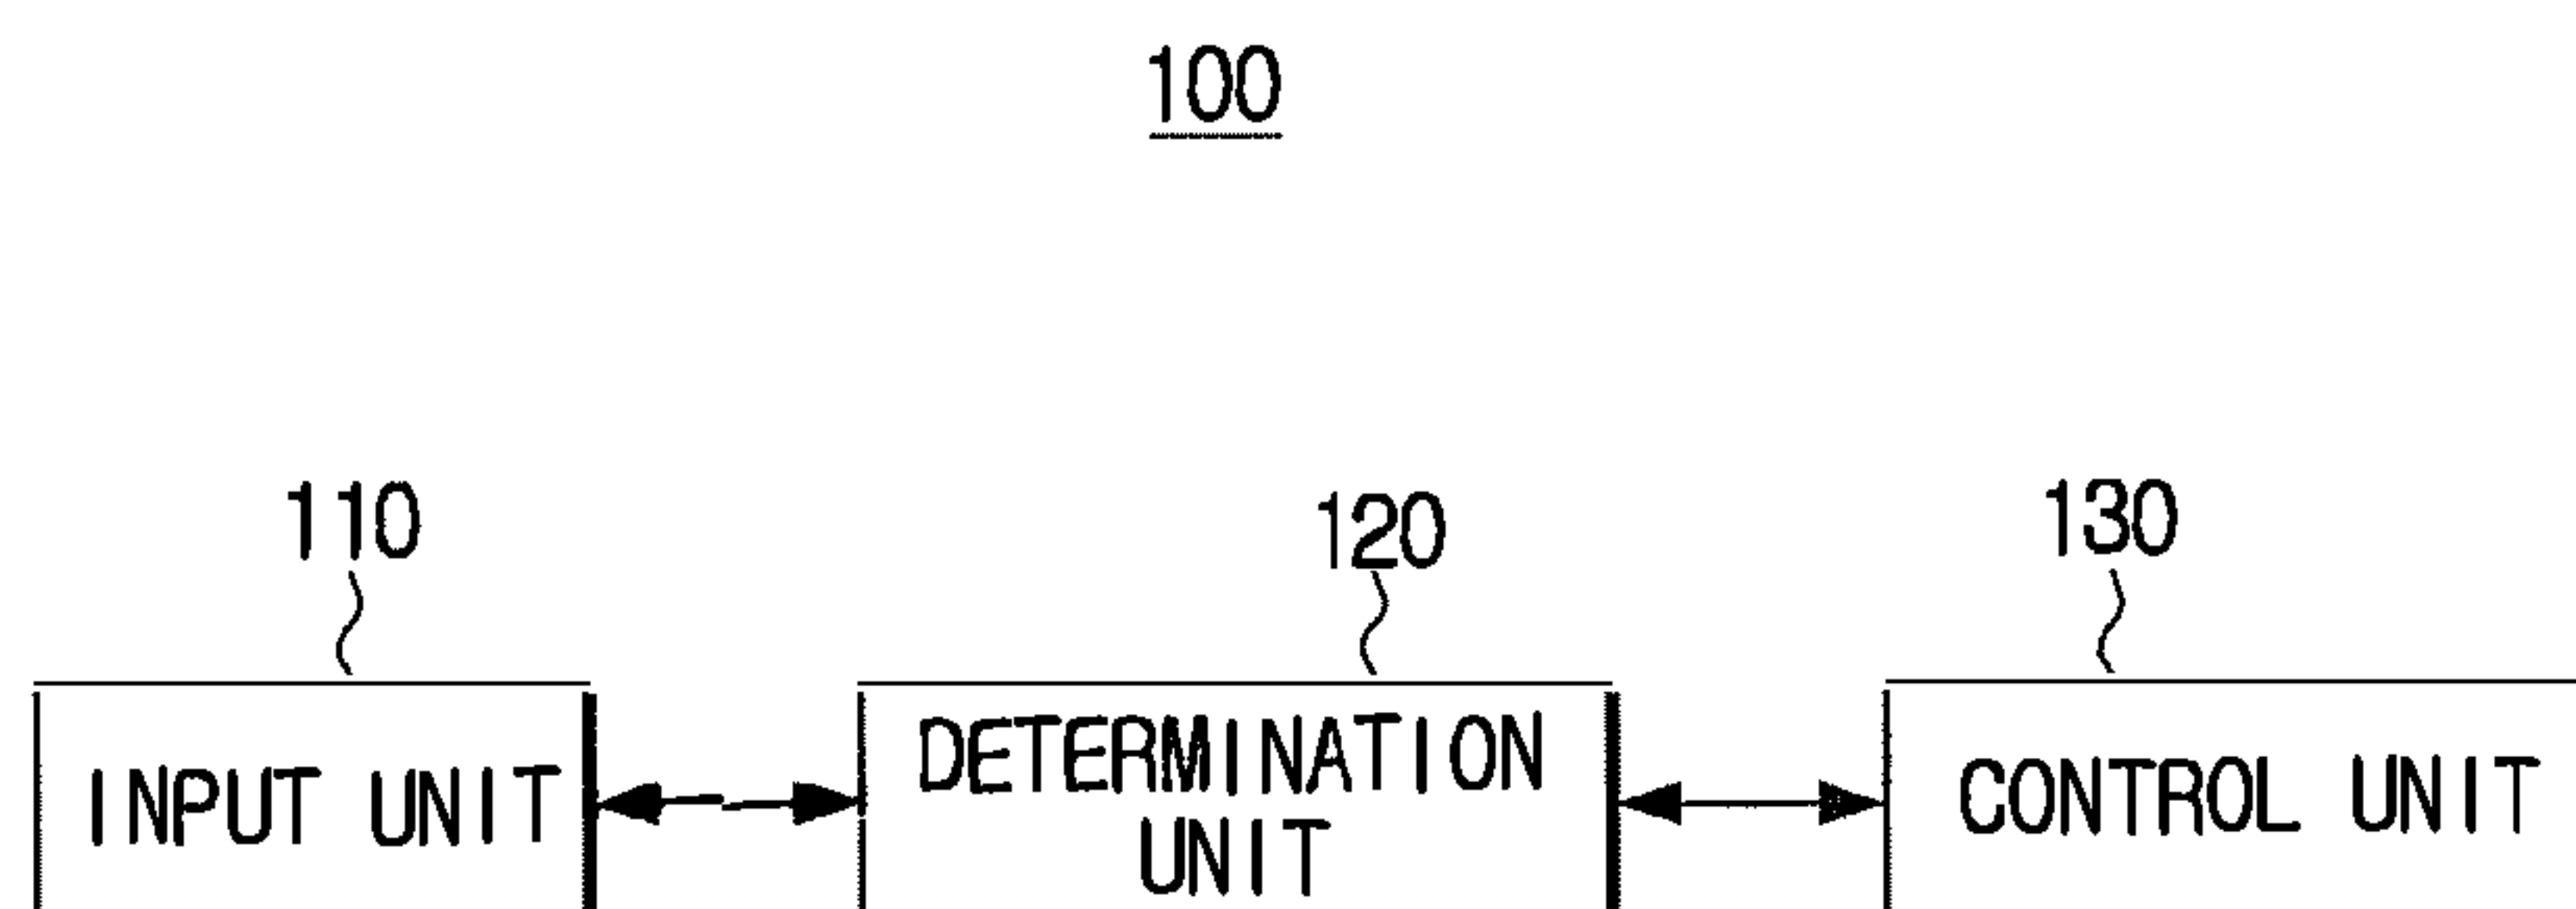 100
110
120
130
INPUT UNIT
DETERMINATION
UNIT
CONTROL UNIT